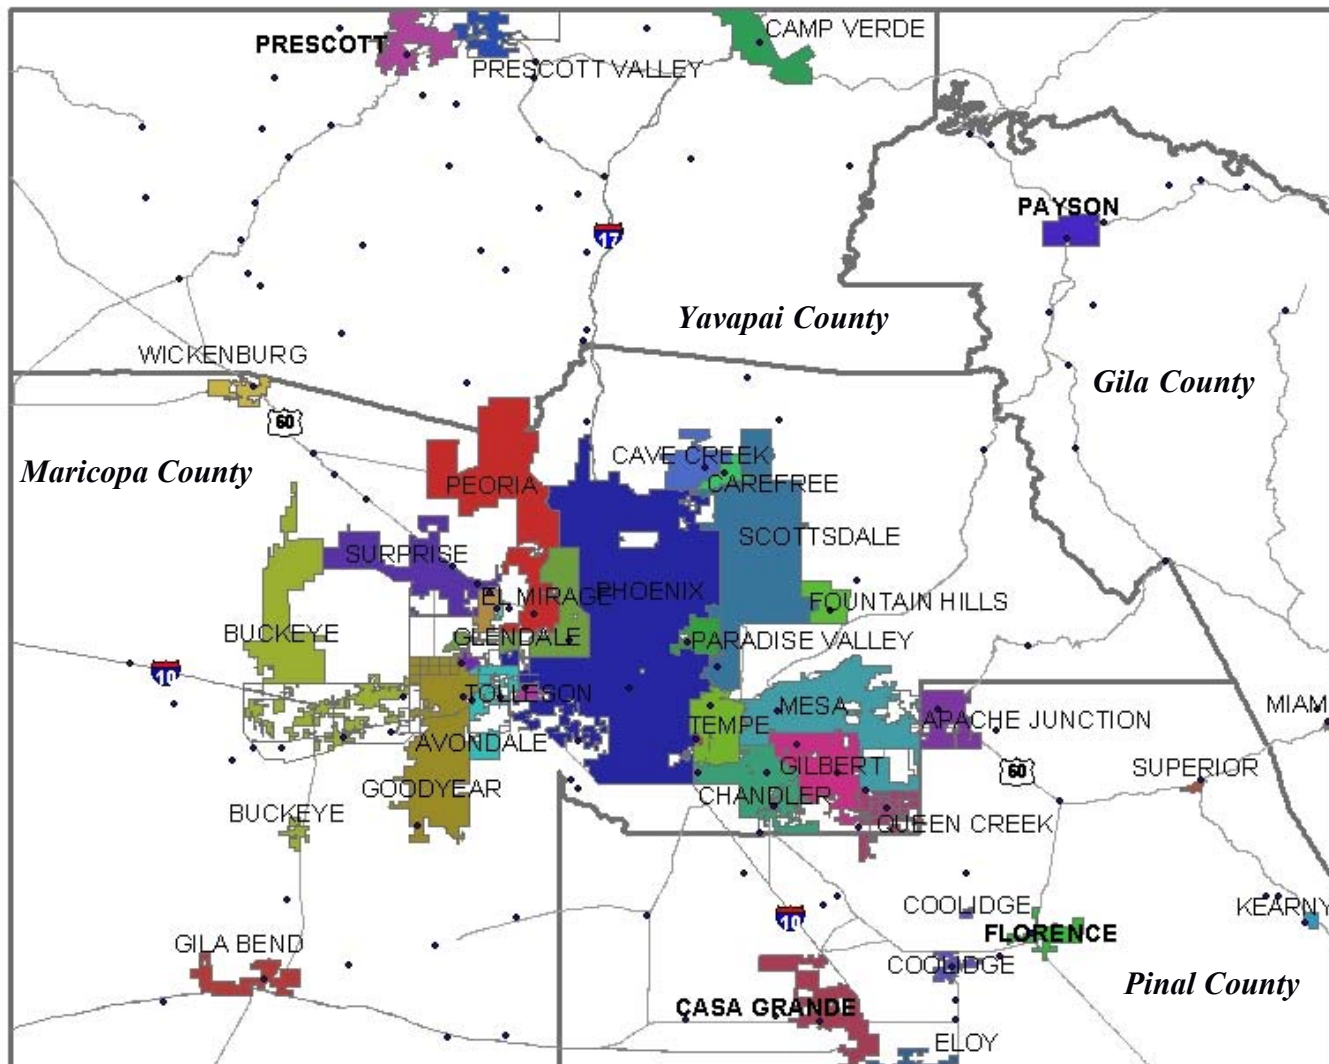 CAMP VERDE
PRESCOTT
PRESCOTT VALLEY
PAYSON
17
Yavapai County
WICKENBURG
Gila County
60
CAVE CREEK
Maricopa County
PEORIA
CAREFREE
SCOTTSDALE
SURPRISE
EL MIRAGE
PHOENIX
FOUNTAIN HILLS
BUCKEYE
GLENDALE
PARADISE VALLEY
10
TOLLESON
MESA
MIAM
TEMPE
APACHE JUNCTION
AVONDALE
GILBERT
60
SUPERIOR
GOODYEAR
CHANDLER
BUCKEYE
QUEEN CREEK
COOLIDGE
KEARNY
10
FLORENCE
GILA BEND
COOLIDGE
Pinal County
CASA GRANDE
ELOY